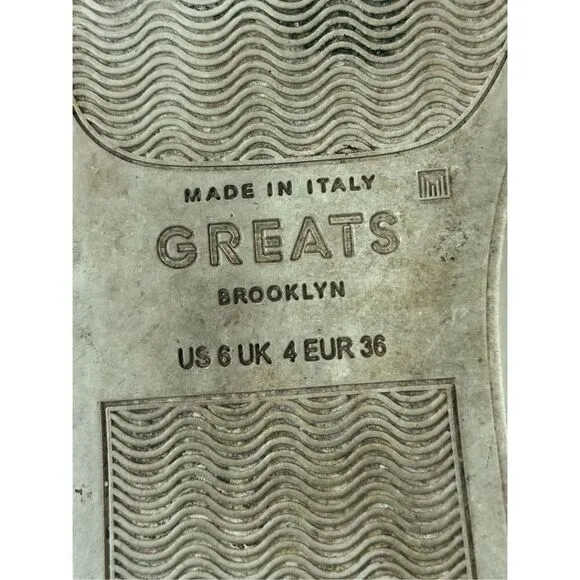 MADE IN ITALY
GREATS
BROOKLYN
US 6 UK 4 EUR 36